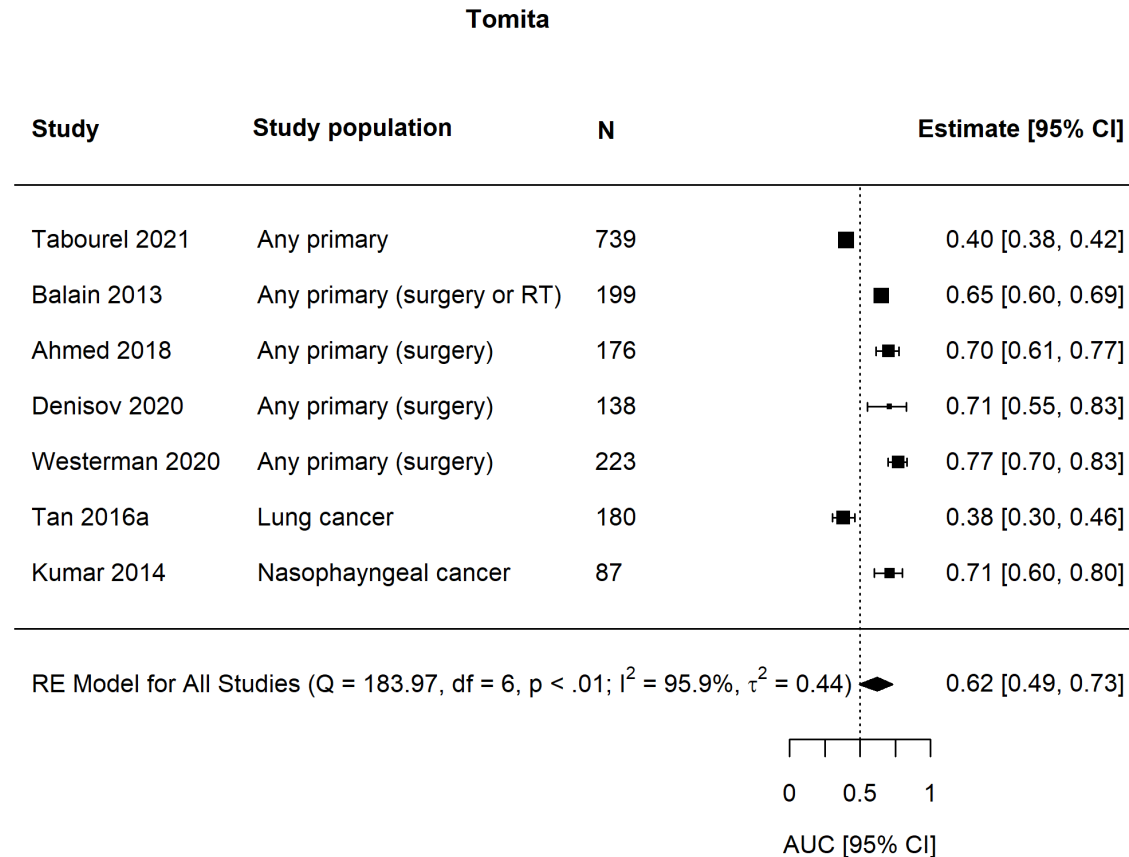 Tomita
Study Study population N Estimate [95% CI]
Tabourel 2021 Any primary 739 0.40 [0.38, 0.42]
Balain 2013 Any primary (surgery or RT) 199 0.65 [0.60, 0.69]
Ahmed 2018 Any primary (surgery) 176 0.70 [0.61, 0.77]
Denisov 2020 Any primary (surgery) 138 0.71 [0.55, 0.83]
Westerman 2020 Any primary (surgery) 223 0.77 [0.70, 0.83]
Tan 2016a Lung cancer 180 0.38 [0.30, 0.46]
Kumar 2014 Nasophayngeal cancer 87 0.71 [0.60, 0.80]
RE Model for All Studies (Q = 183.97, df = 6, p < .01; I² = 95.9%, τ² = 0.44) 0.62 [0.49, 0.73]
0 0.5 1
AUC [95% CI]